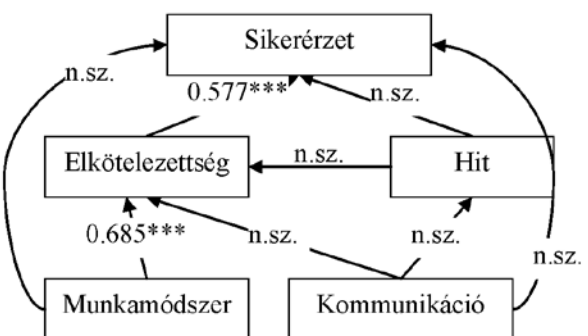 Sikerérzet
n.sz.
0.577***
n.sz.
Elkötelezettség
n.sz.
Hit
0.685***
n.sz.
n.sz.
n.sz.
Munkamódszer
Kommunikáció